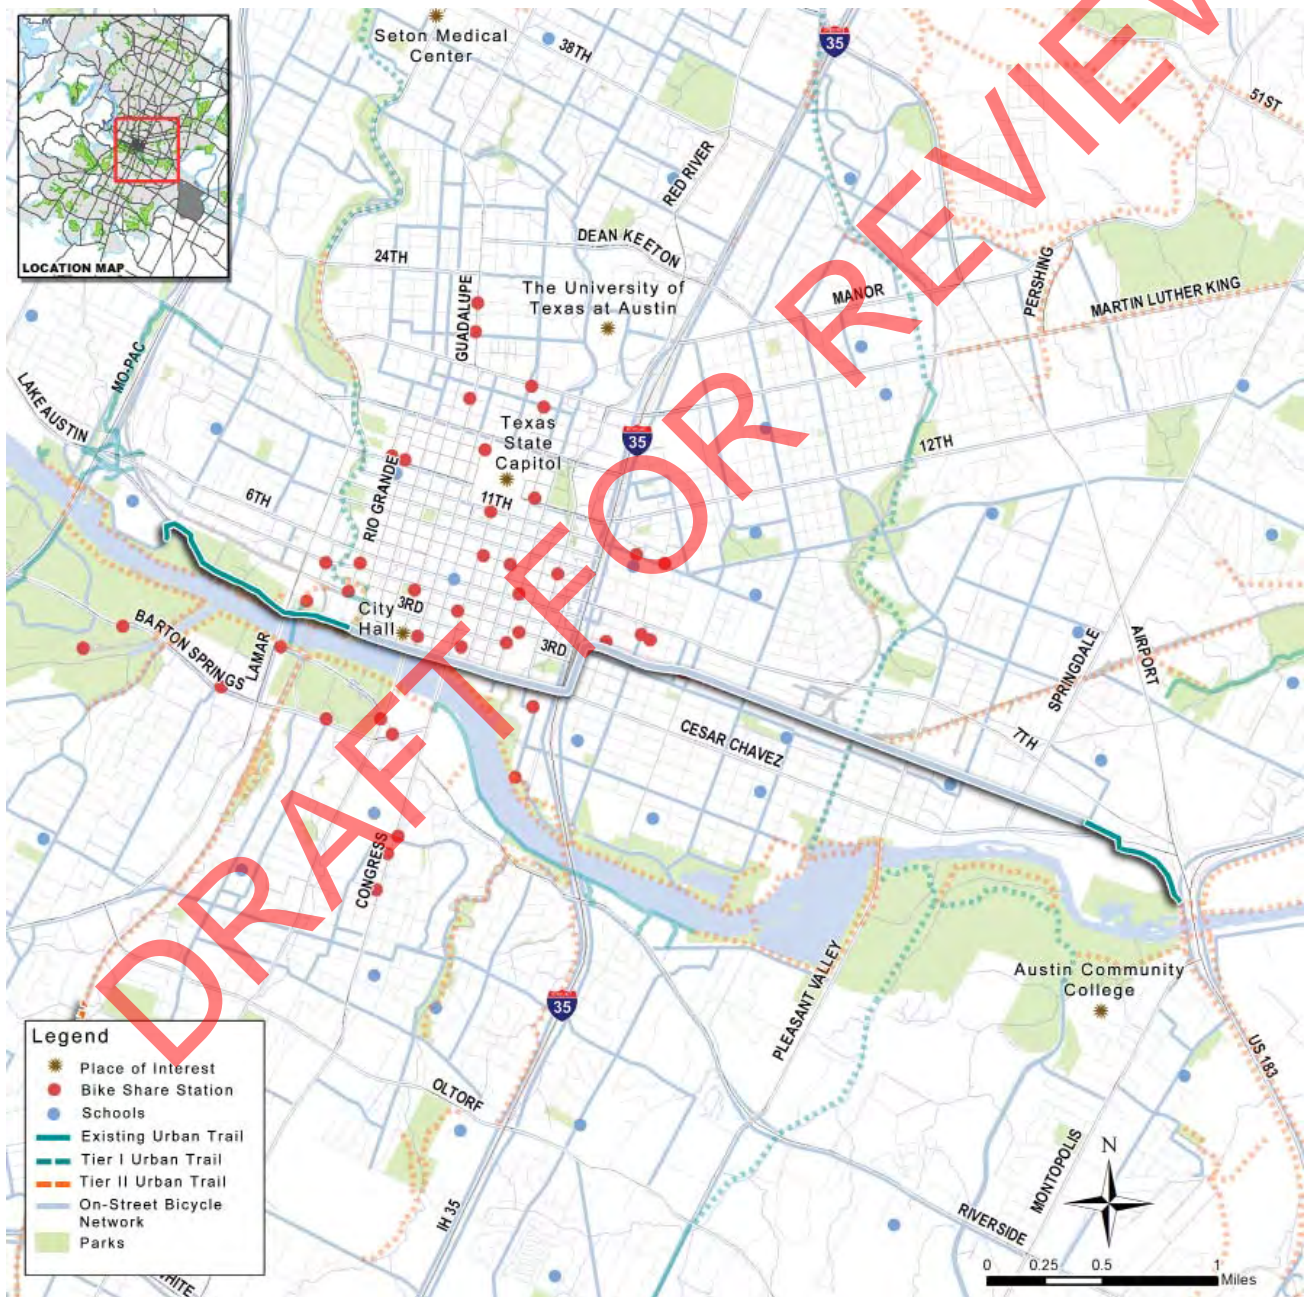 Seton Medical
Center
38TH
35
51ST
RED RIVER
DEAN KEETON
24TH
LOCATION MAP
The University of
Texas at Austin
GUADALUPE
MANOR
PERSHING
MARTIN LUTHER KING
MO-PAC
LAKE AUSTIN
Texas
State
Capitol
35
12TH
RIO GRANDE
6TH
11TH
3RD
City
Hall
3RD
BARTON SPRINGS
LAMAR
SPRINGDALE
AIRPORT
CESAR CHAVEZ
7TH
CONGRESS
PLEASANT VALLEY
Austin Community
College
35
US 183
OLTORF
MONTOPOLIS
IH 35
RIVERSIDE
N
Legend
Place of Interest
Bike Share Station
Schools
Existing Urban Trail
Tier I Urban Trail
Tier II Urban Trail
On-Street Bicycle
Network
Parks
0 0.25 0.5 1
Miles
DRAFT FOR REVIEW